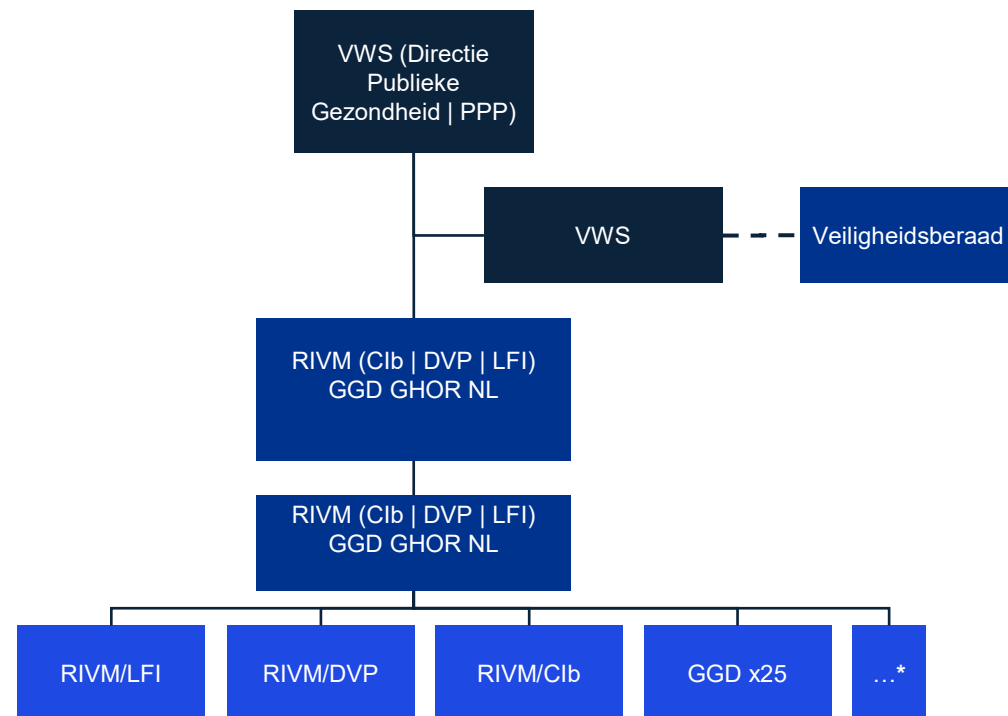 VWS (Directie
Publieke
Gezondheid | PPP)
VWS
Veiligheidsberaad
RIVM (CIb | DVP | LFI)
GGD GHOR NL
RIVM (CIb | DVP | LFI)
GGD GHOR NL
RIVM/LFI
RIVM/DVP
RIVM/CIb
GGD x25
…*